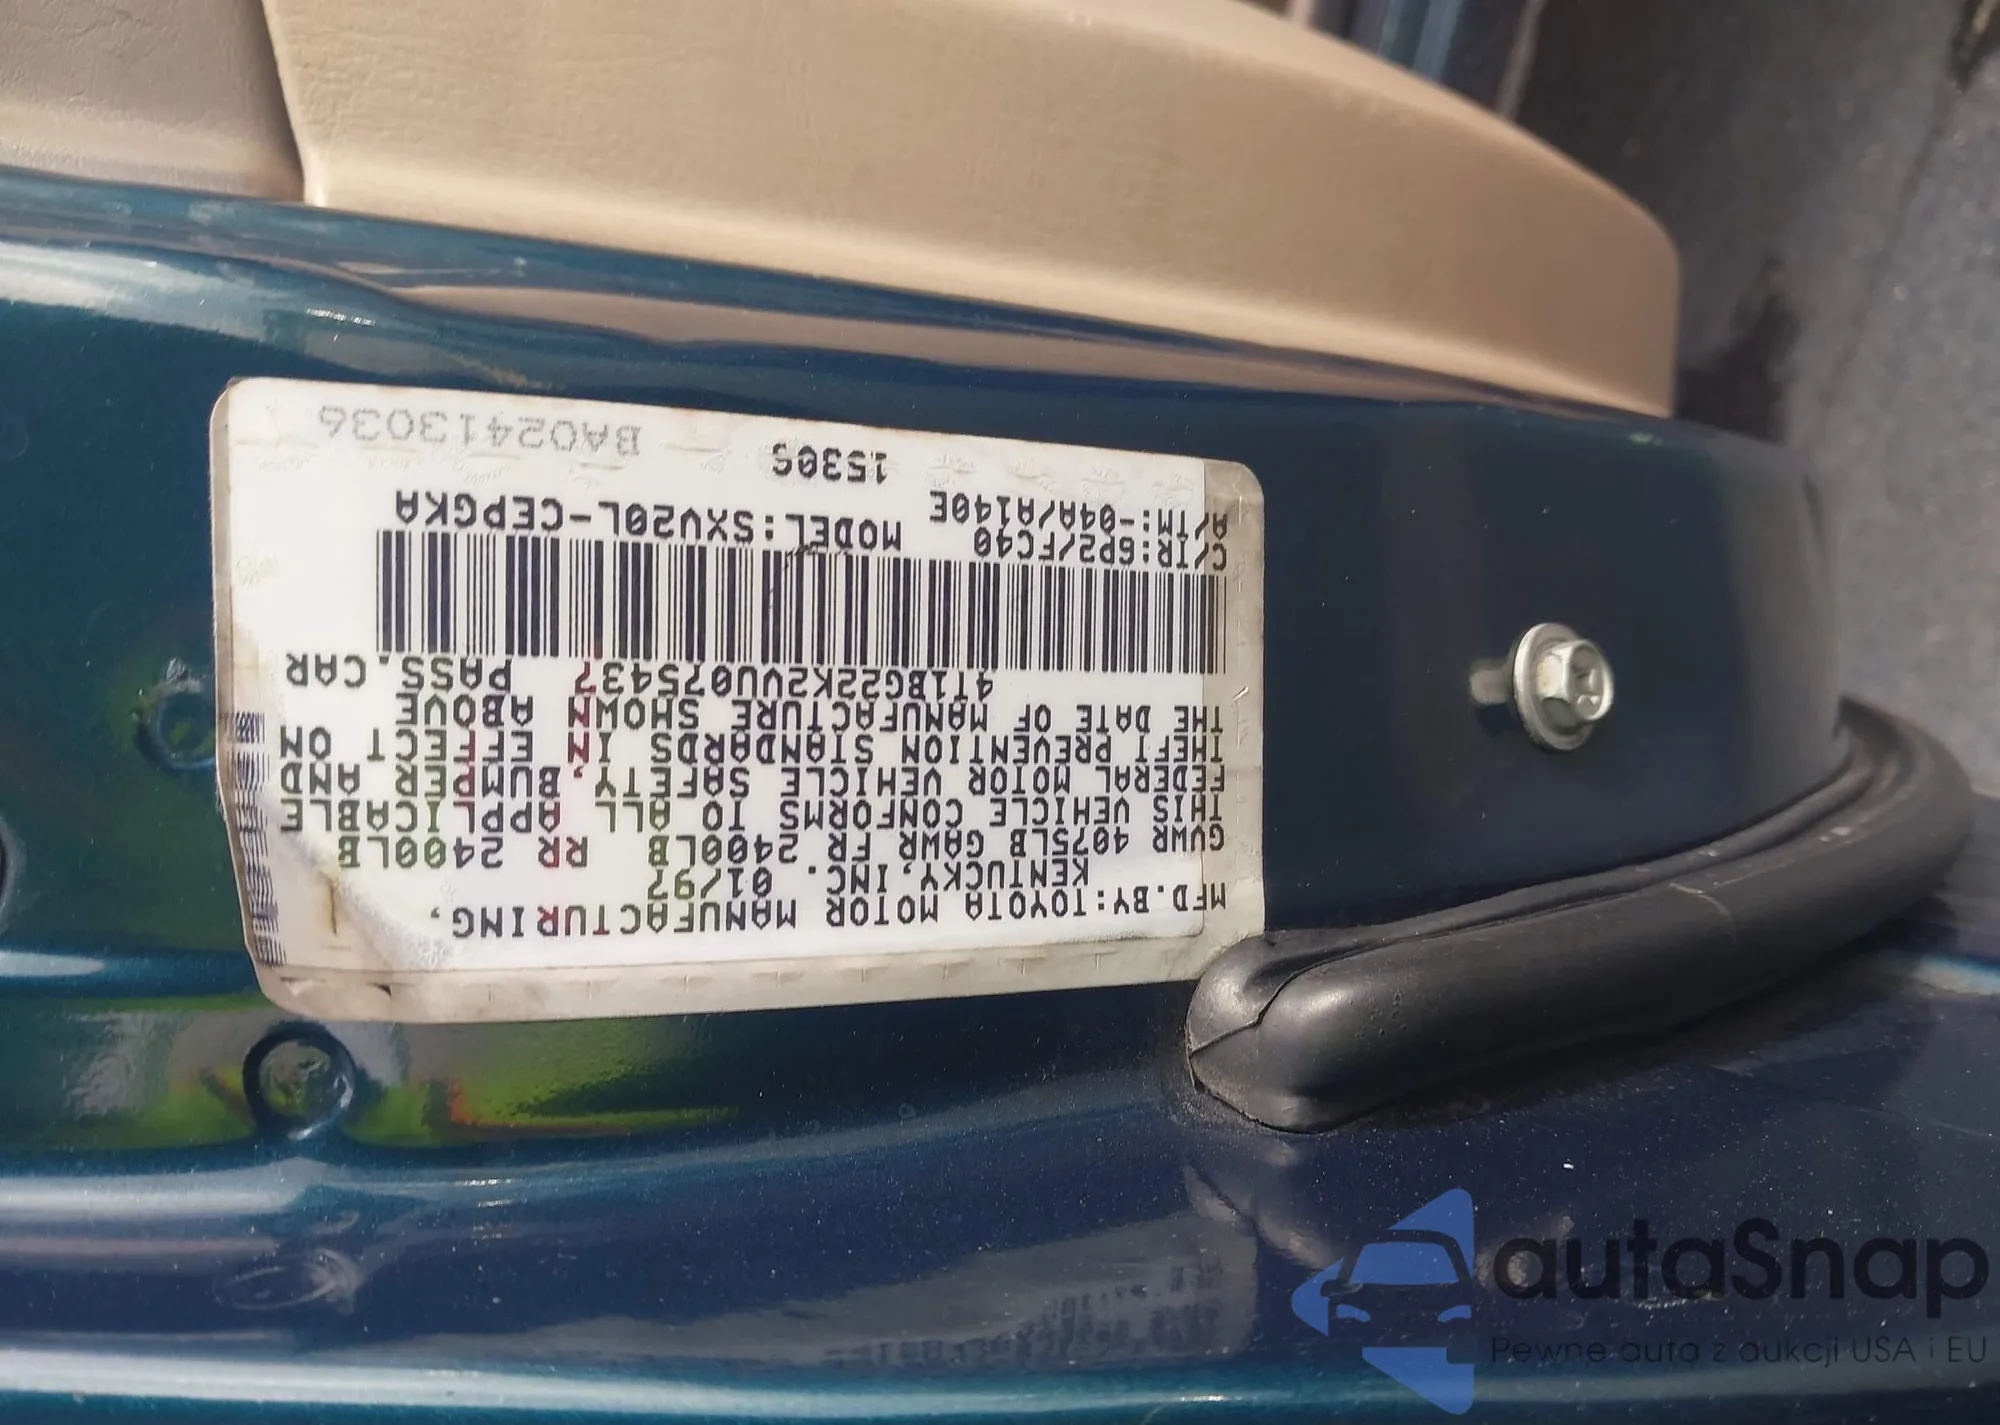 MFD.BY:TOYOTA MOTOR MANUFACTURING,
KENTUCKY,INC. 01/97
GVWR 4075LB GAWR FR 2400LB RR 2400LB
THIS VEHICLE CONFORMS TO ALL APPLICABLE
FEDERAL MOTOR VEHICLE SAFETY, BUMPER, AND
THEFT PREVENTION STANDARDS IN EFFECT ON
THE DATE OF MANUFACTURE SHOWN ABOVE
4T1BG22K2VU075437 PASS. CAR
C/TR:6P2/FC40 MODEL:SXV20L-CEPGKA
A/TM:-04A/A140E
1530S
BA02413036
autaSnap
Pewne auta z aukcji USA i EU